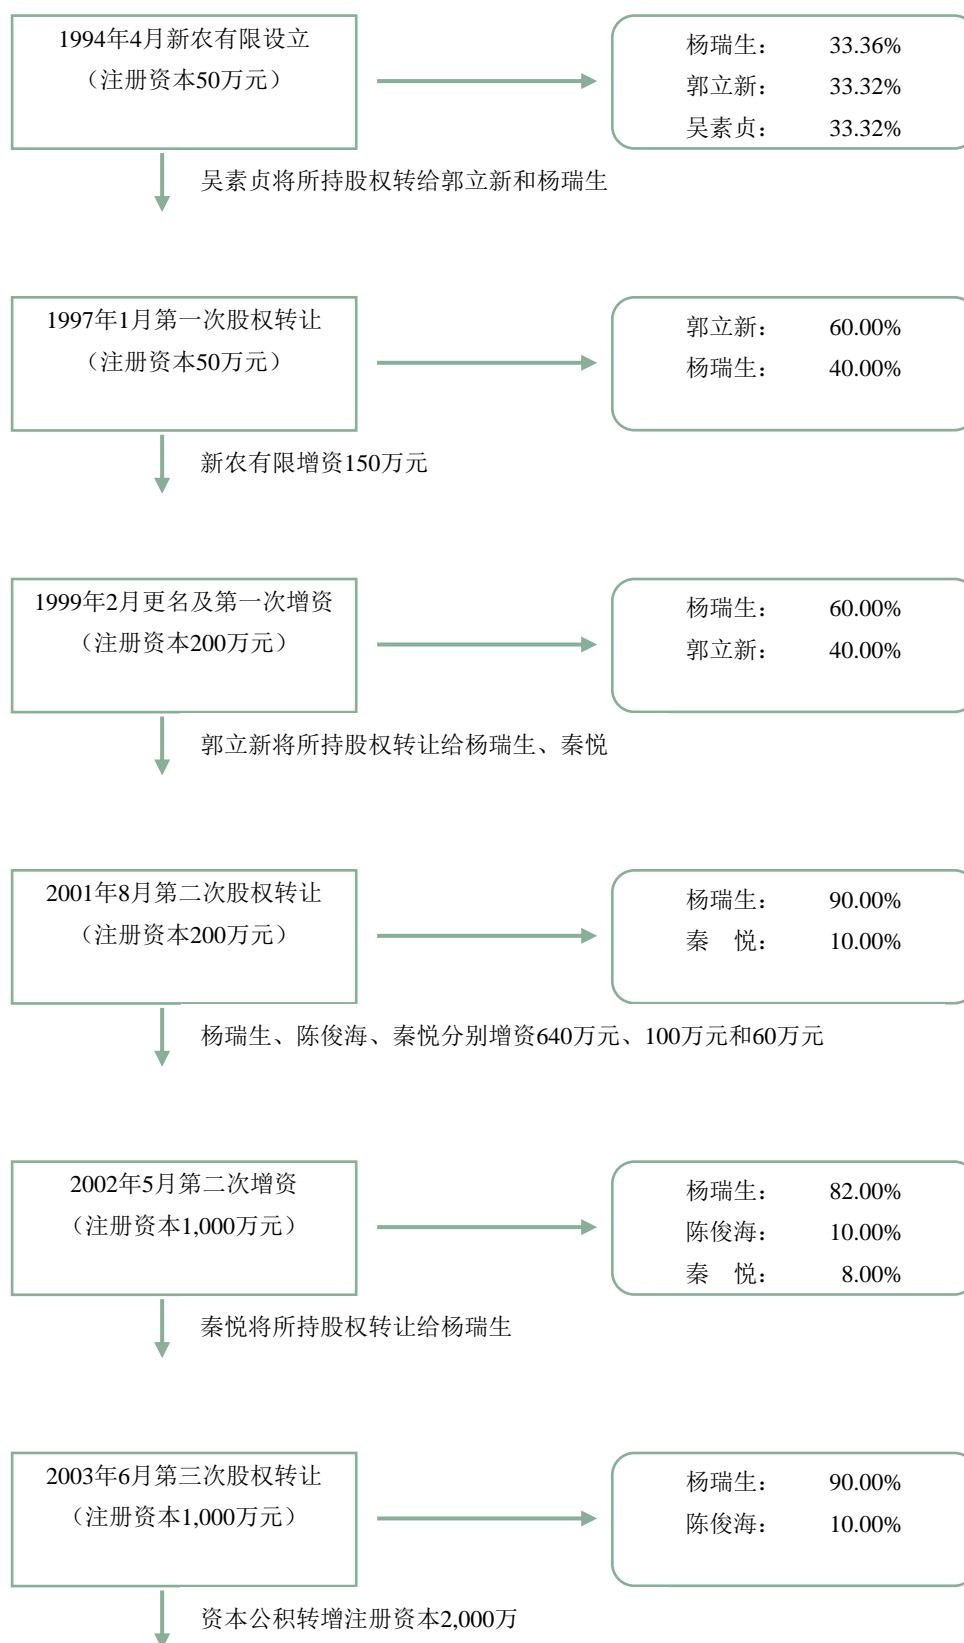 1994年4月新农有限设立
（注册资本50万元）
杨瑞生： 33.36%
郭立新： 33.32%
吴素贞： 33.32%
吴素贞将所持股权转给郭立新和杨瑞生
1997年1月第一次股权转让
（注册资本50万元）
郭立新： 60.00%
杨瑞生： 40.00%
新农有限增资150万元
1999年2月更名及第一次增资
（注册资本200万元）
杨瑞生： 60.00%
郭立新： 40.00%
郭立新将所持股权转让给杨瑞生、秦悦
2001年8月第二次股权转让
（注册资本200万元）
杨瑞生： 90.00%
秦　悦： 10.00%
杨瑞生、陈俊海、秦悦分别增资640万元、100万元和60万元
2002年5月第二次增资
（注册资本1,000万元）
杨瑞生： 82.00%
陈俊海： 10.00%
秦　悦： 8.00%
秦悦将所持股权转让给杨瑞生
2003年6月第三次股权转让
（注册资本1,000万元）
杨瑞生： 90.00%
陈俊海： 10.00%
资本公积转增注册资本2,000万